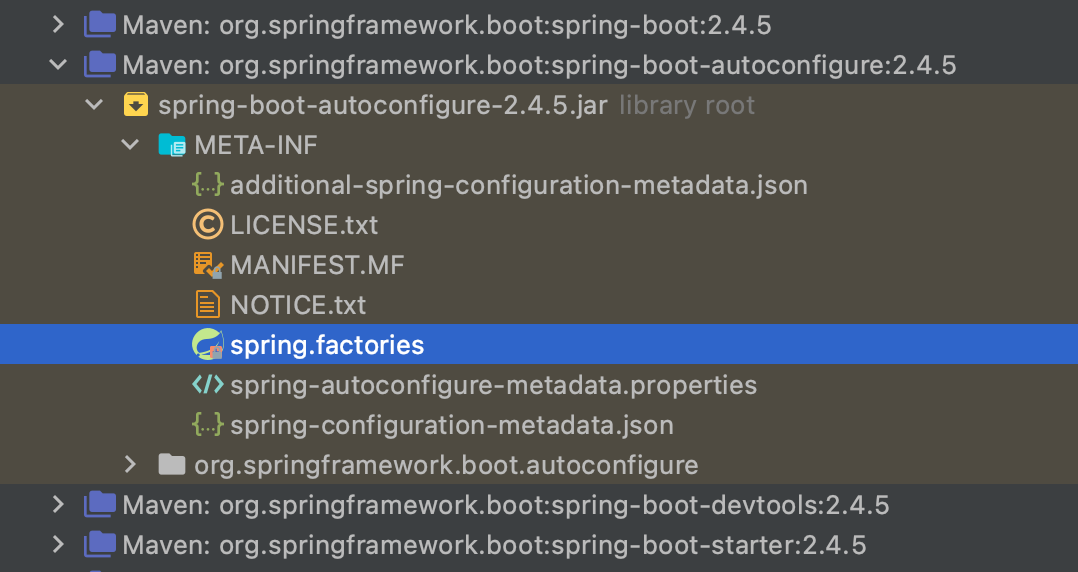 Maven: org.springframework.boot:spring-boot:2.4.5
Maven: org.springframework.boot:spring-boot-autoconfigure:2.4.5
spring-boot-autoconfigure-2.4.5.jar library root
META-INF
additional-spring-configuration-metadata.json
LICENSE.txt
MANIFEST.MF
NOTICE.txt
spring.factories
spring-autoconfigure-metadata.properties
spring-configuration-metadata.json
org.springframework.boot.autoconfigure
Maven: org.springframework.boot:spring-boot-devtools:2.4.5
Maven: org.springframework.boot:spring-boot-starter:2.4.5